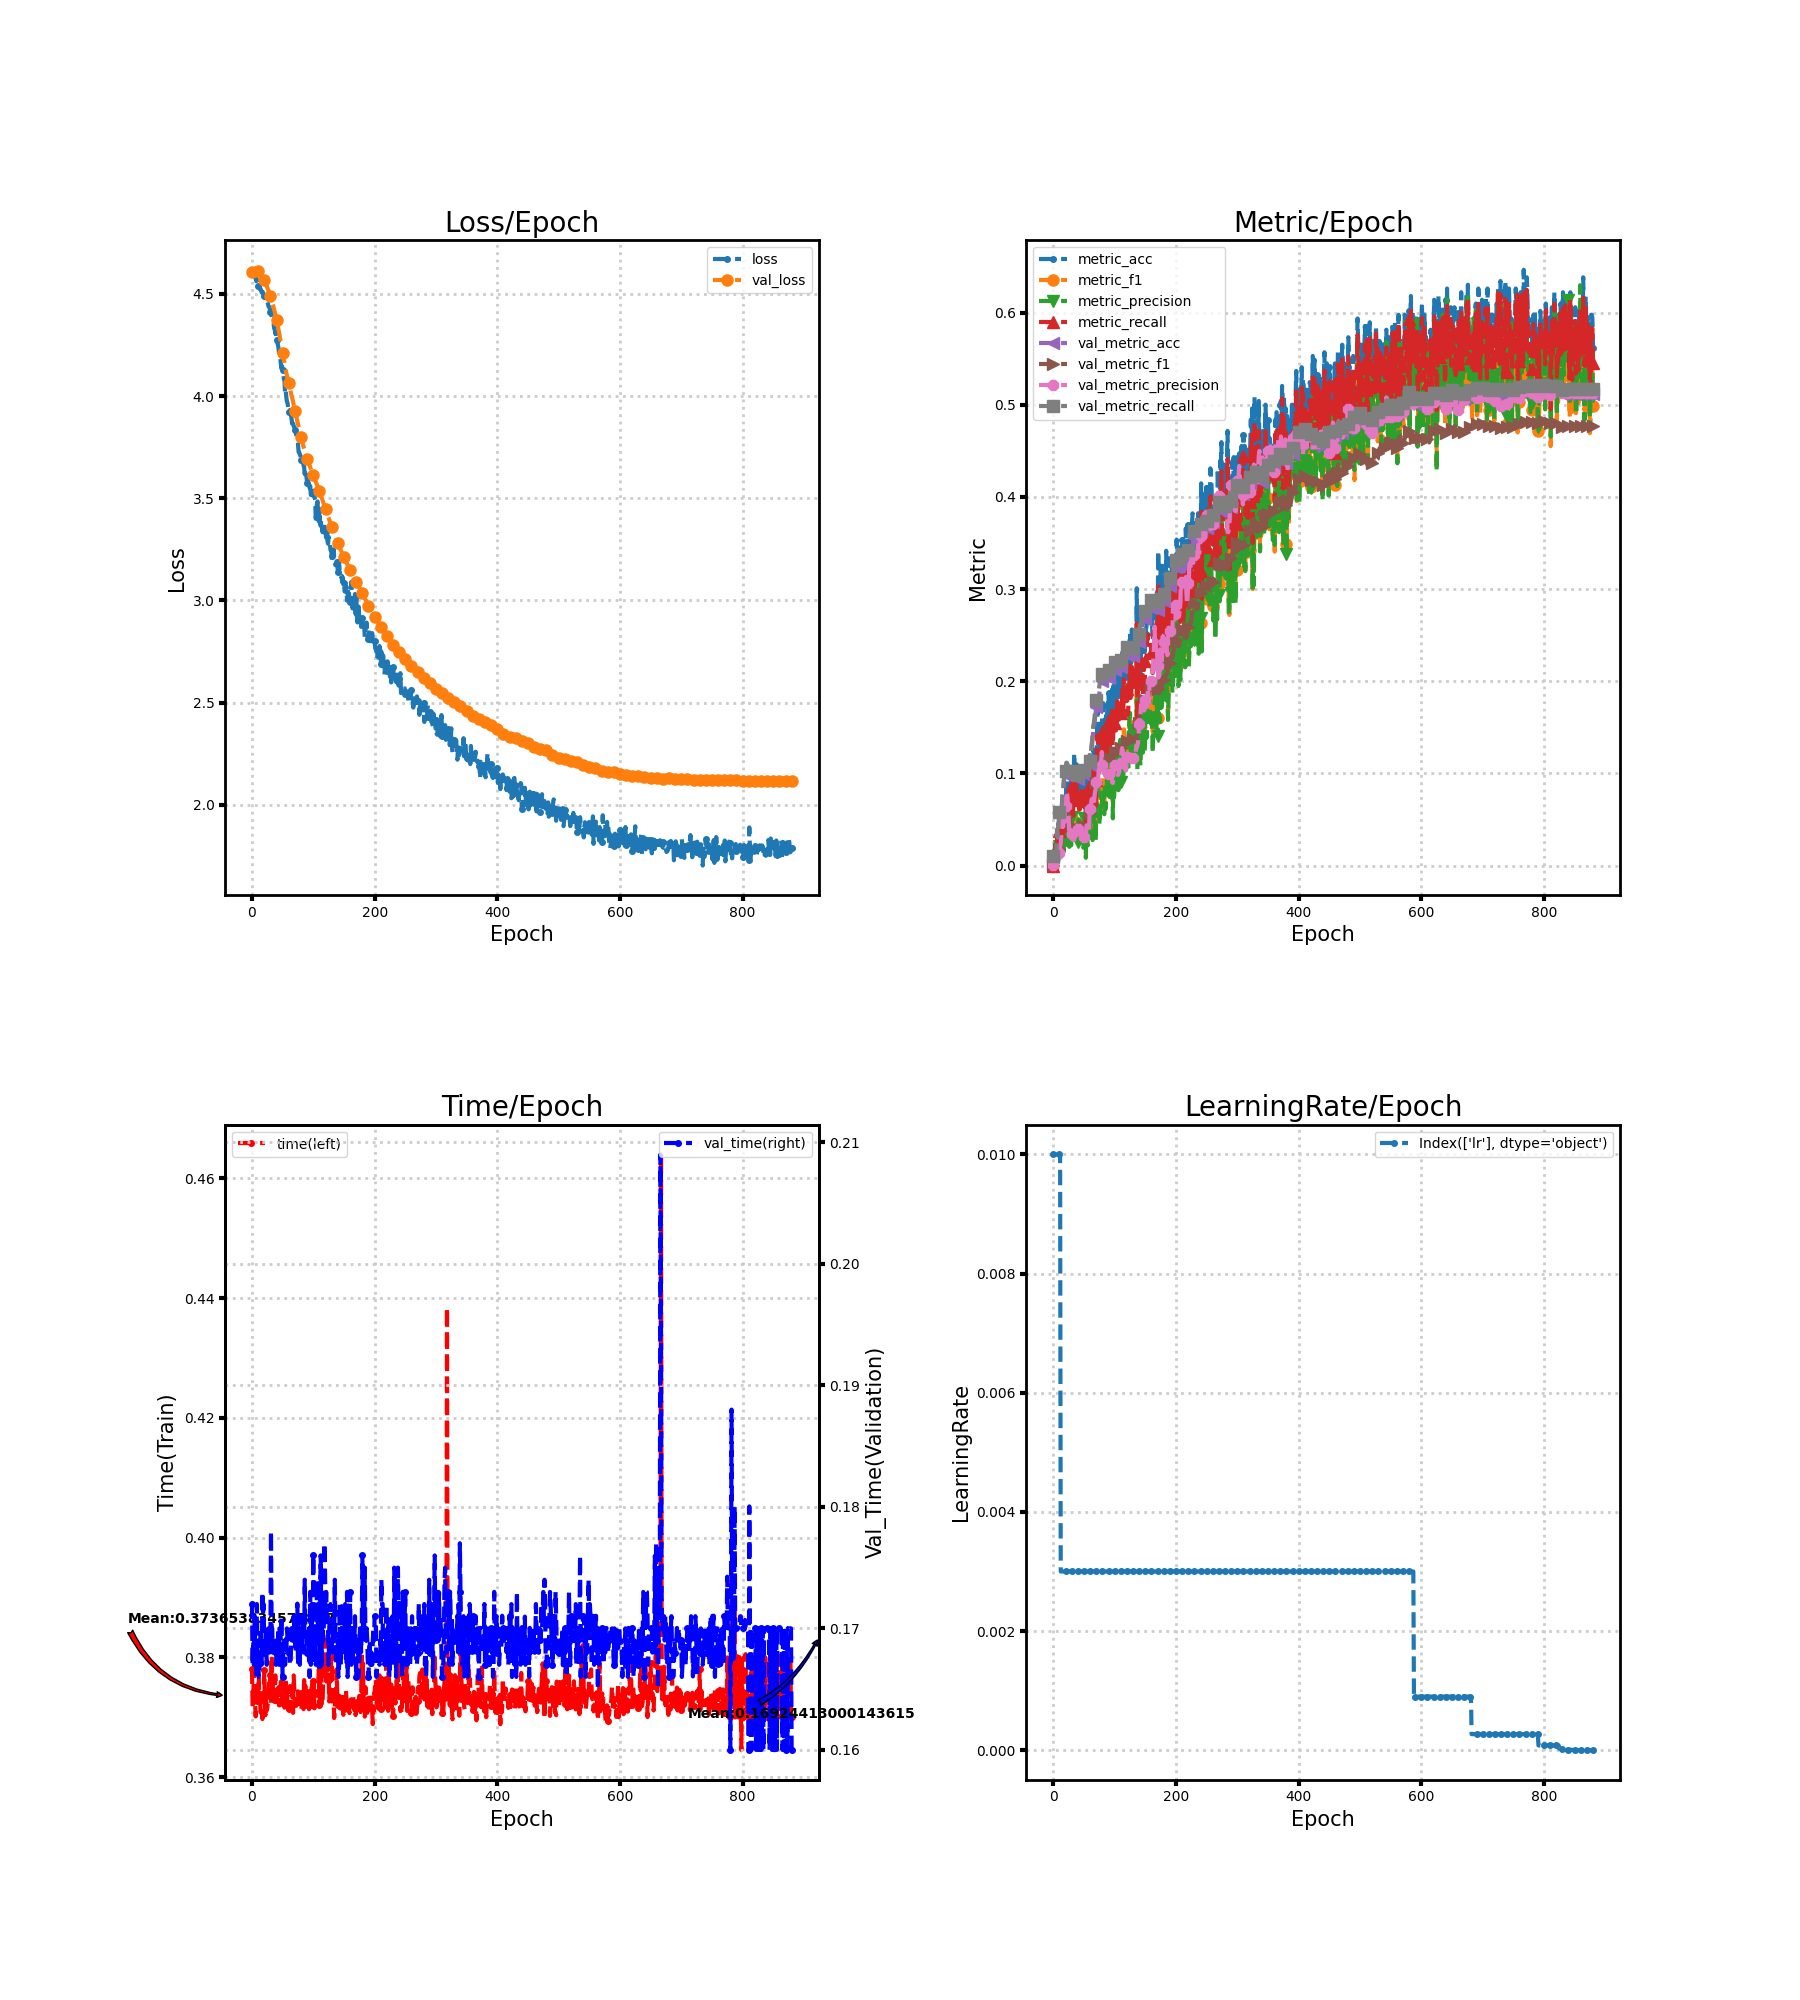 Loss/Epoch
loss
val_loss
4.5
4.0
3.5
3.0
2.5
2.0
Loss
0
200
400
600
800
Epoch
Metric/Epoch
metric_acc
metric_f1
metric_precision
metric_recall
val_metric_acc
val_metric_f1
val_metric_precision
val_metric_recall
0.6
0.5
0.4
0.3
0.2
0.1
0.0
Metric
0
200
400
600
800
Epoch
Time/Epoch
time(left)
val_time(right)
0.46
0.44
0.42
0.40
0.38
0.36
Time(Train)
0.21
0.20
0.19
0.18
0.17
0.16
Val_Time(Validation)
Mean:0.16924413000143615
0
200
400
600
800
Epoch
LearningRate/Epoch
Index(['lr'], dtype='object')
0.010
0.008
0.006
0.004
0.002
0.000
LearningRate
0
200
400
600
800
Epoch